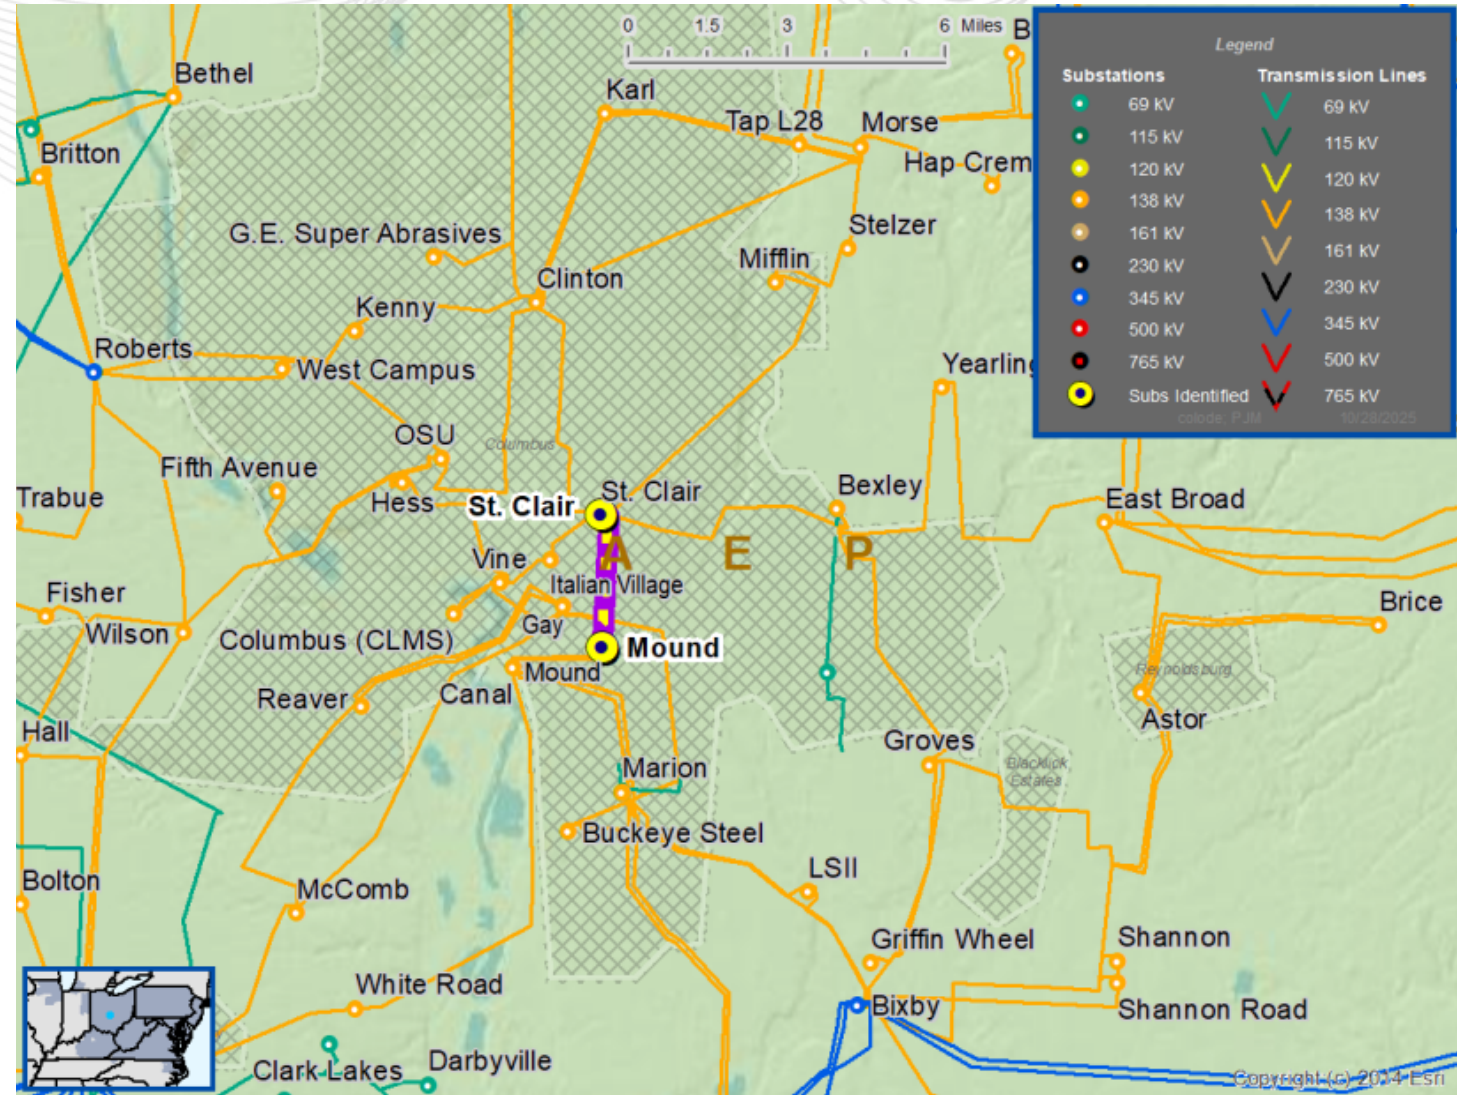 0 1.5 3 6 Miles
B
Legend
Substations
Transmission Lines
69 kV
69 kV
115 kV
115 kV
120 kV
120 kV
138 kV
138 kV
161 kV
161 kV
230 kV
230 kV
345 kV
345 kV
500 kV
500 kV
765 kV
765 kV
Subs Identified
colode: PJM
10/28/2025
Bethel
Karl
Tap L28
Morse
Britton
Hap Crem
G.E. Super Abrasives
Stelzer
Mifflin
Clinton
Kenny
Roberts
West Campus
Yearling
OSU
Columbus
Fifth Avenue
Hess
St. Clair
St. Clair
Bexley
Trabue
East Broad
A E P
Vine
Italian Village
Fisher
Wilson
Gay
Brice
Columbus (CLMS)
Mound
Mound
Reynoldsburg
Reaver
Canal
Astor
Hall
Groves
Marion
Blacklick
Estates
Buckeye Steel
LSII
Bolton
McComb
Griffin Wheel
Shannon
White Road
Bixby
Shannon Road
Clark Lakes
Darbyville
Copyright (c) 2014 Esri